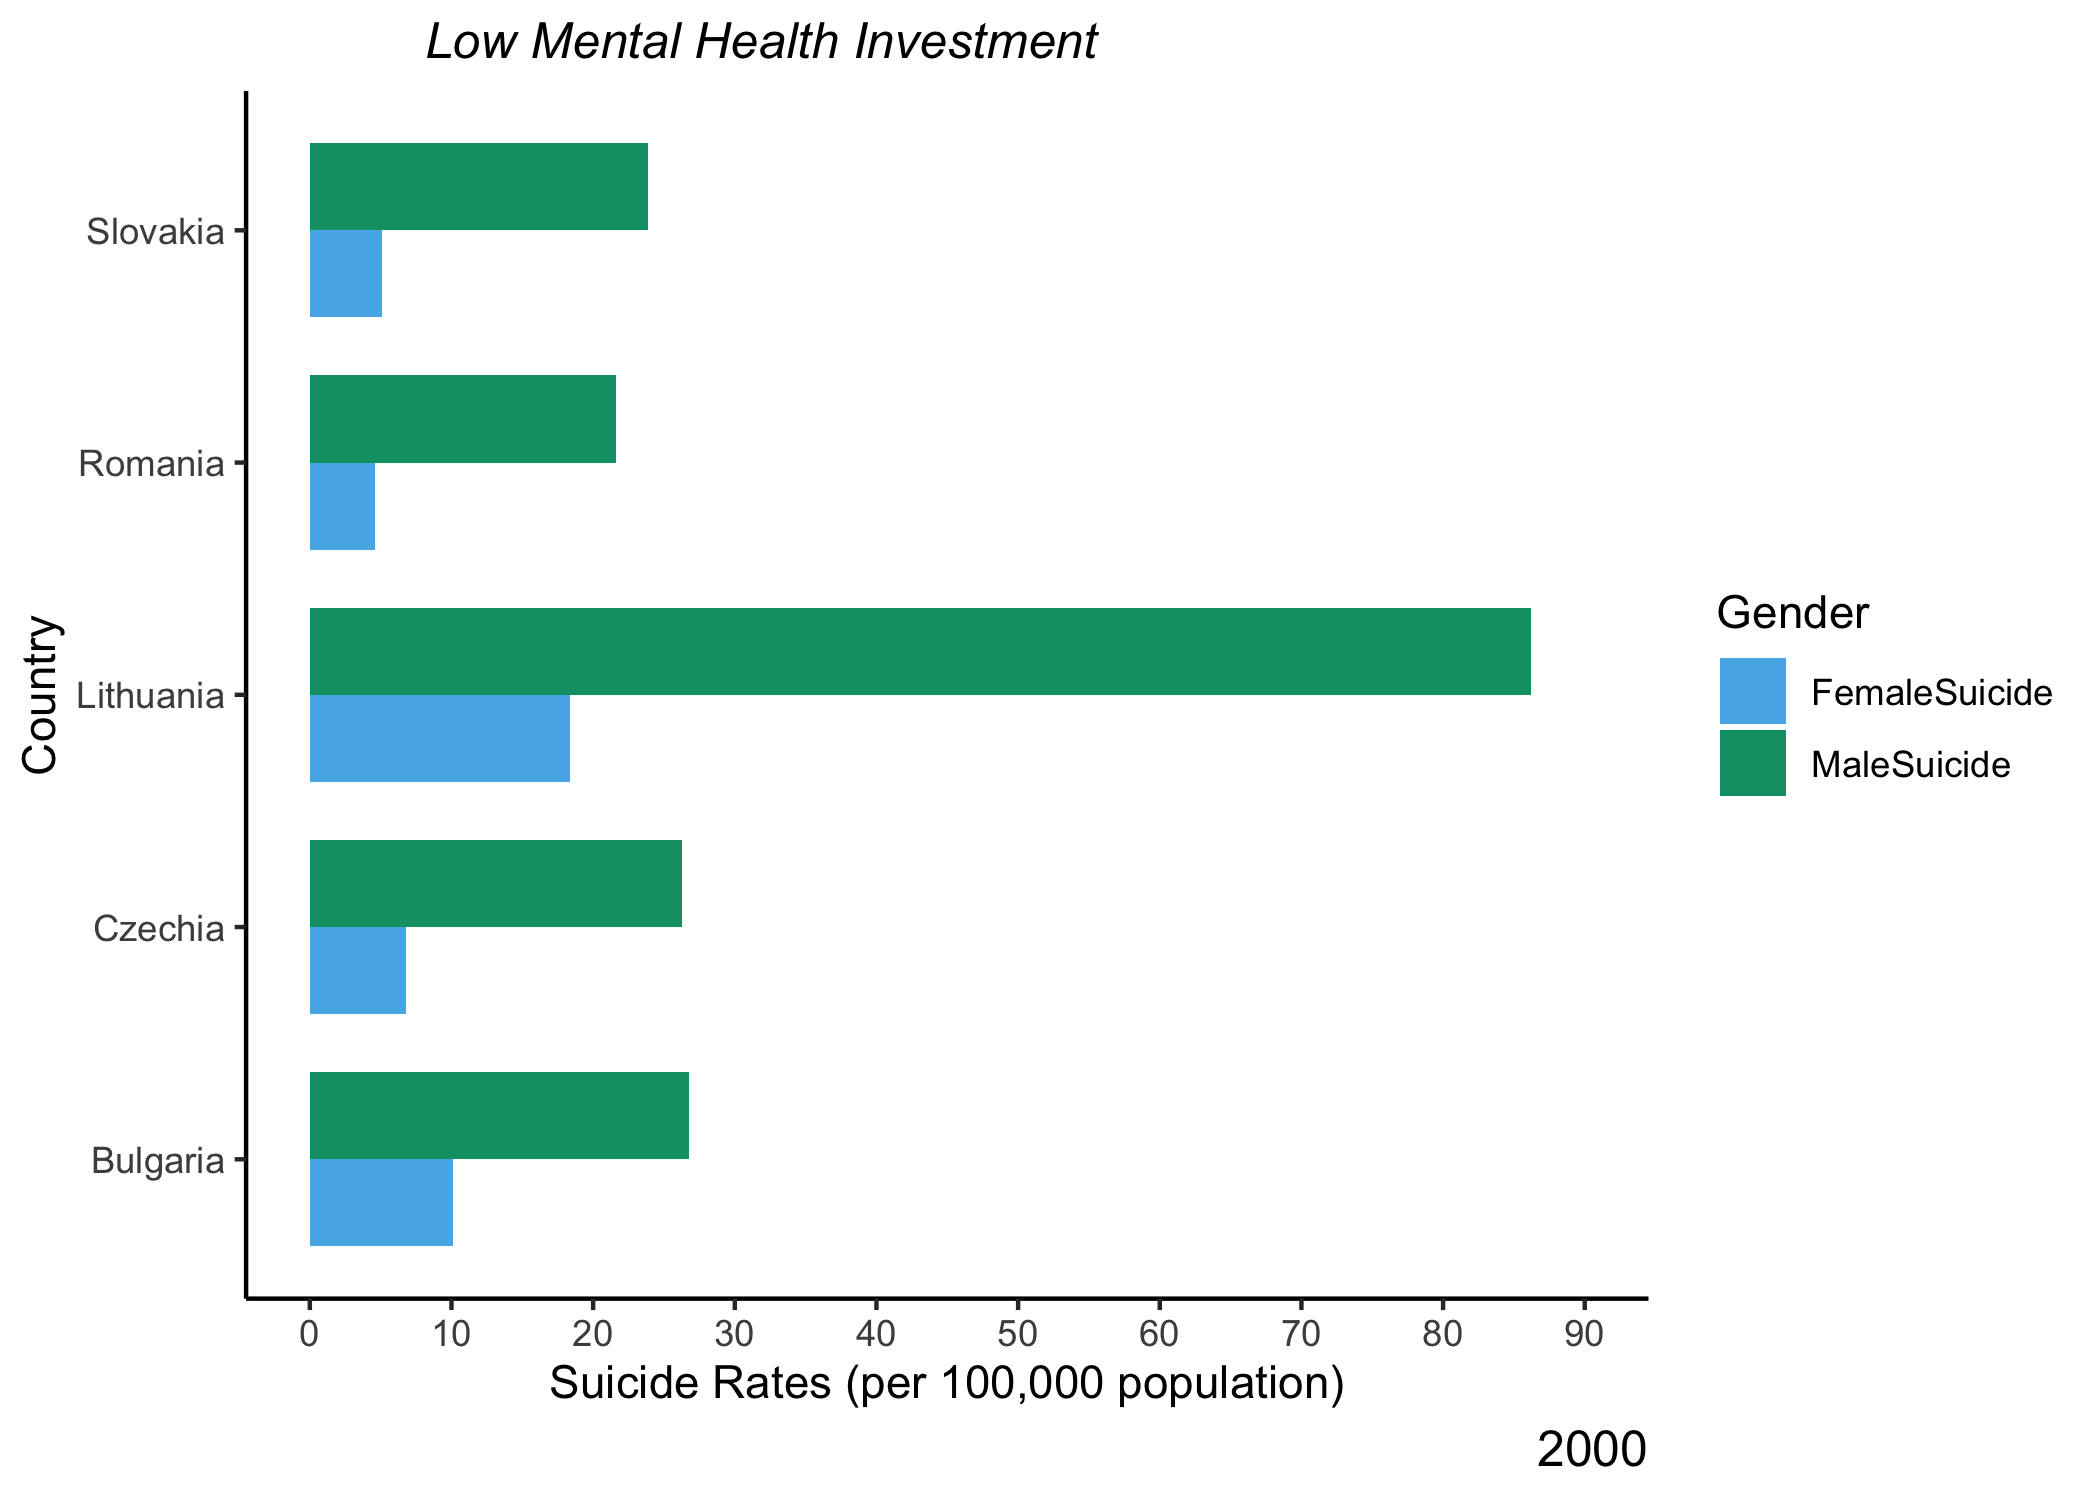 Low Mental Health Investment
Slovakia
Romania
Lithuania
Czechia
Bulgaria
Country
0 10 20 30 40 50 60 70 80 90
Suicide Rates (per 100,000 population)
Gender
FemaleSuicide
MaleSuicide
2000